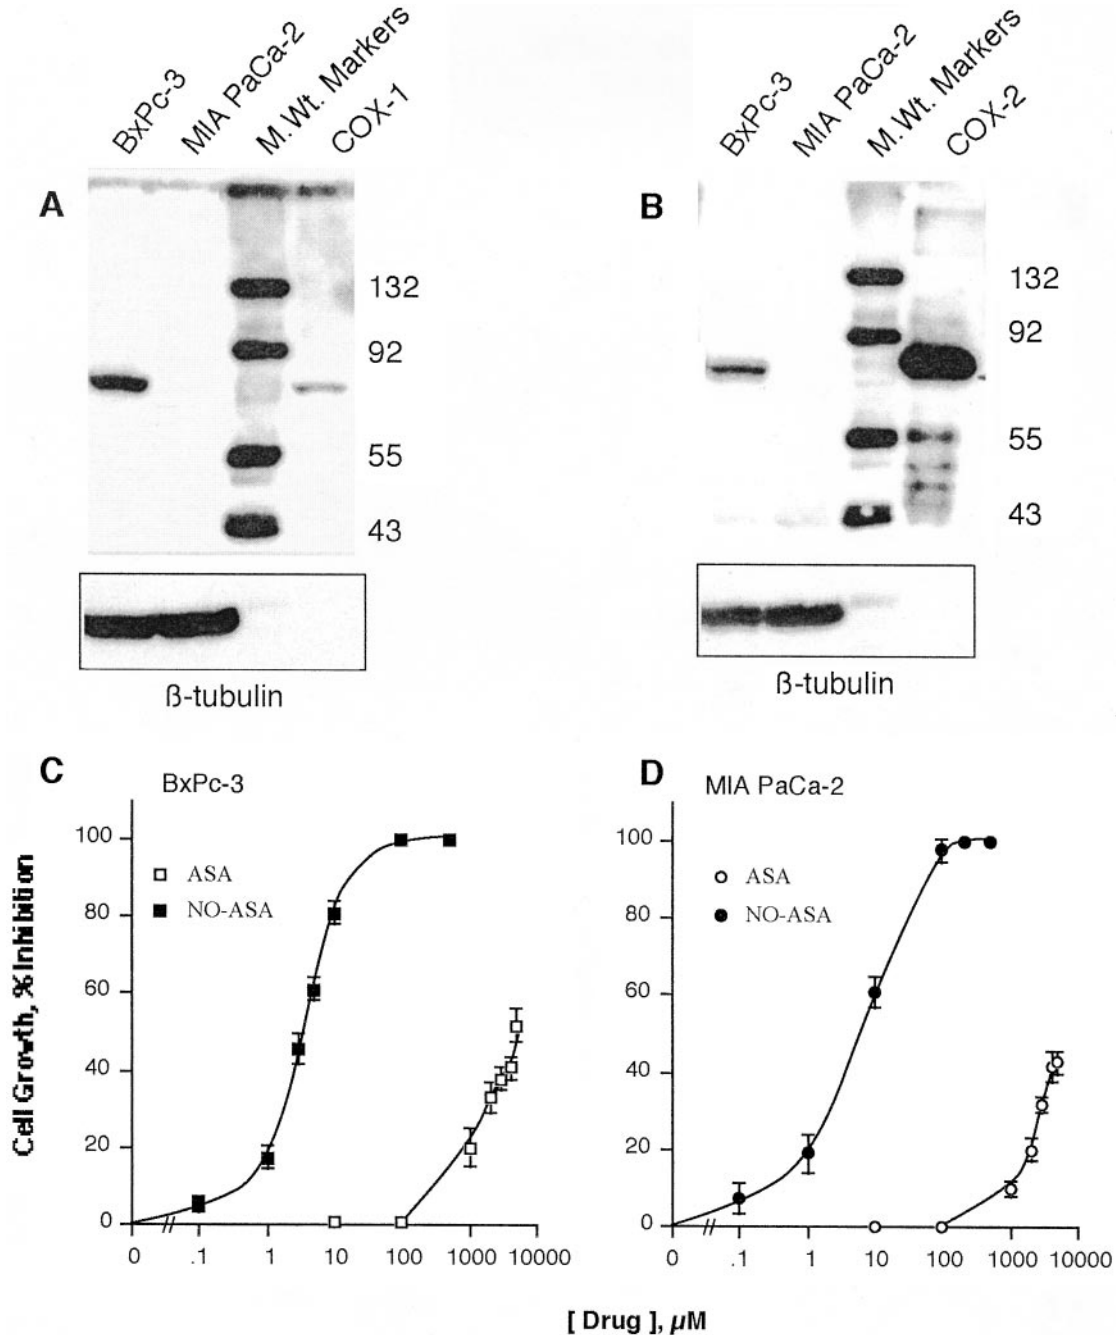 BxPc-3
MIA PaCa-2
M.Wt. Markers
COX-1
A
132
92
55
43
ß-tubulin
BxPc-3
MIA PaCa-2
M.Wt. Markers
COX-2
B
132
92
55
43
ß-tubulin
C
BxPc-3
Cell Growth, % Inhibition
100
80
60
40
20
0
ASA
NO-ASA
0 .1 1 10 100 1000 10000
D
MIA PaCa-2
100
80
60
40
20
0
ASA
NO-ASA
0 .1 1 10 100 1000 10000
[ Drug ], µM